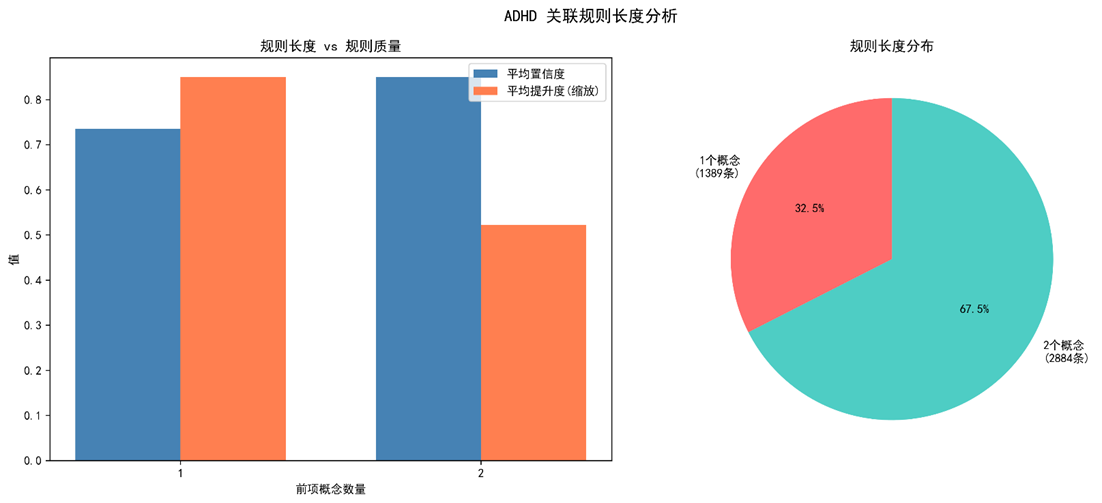 ADHD 关联规则长度分析
规则长度 vs 规则质量
平均置信度
平均提升度(缩放)
0.8
0.7
0.6
0.5
0.4
0.3
0.2
0.1
0.0
值
1
2
前项概念数量
规则长度分布
1个概念
(1389条)
32.5%
67.5%
2个概念
(2884条)